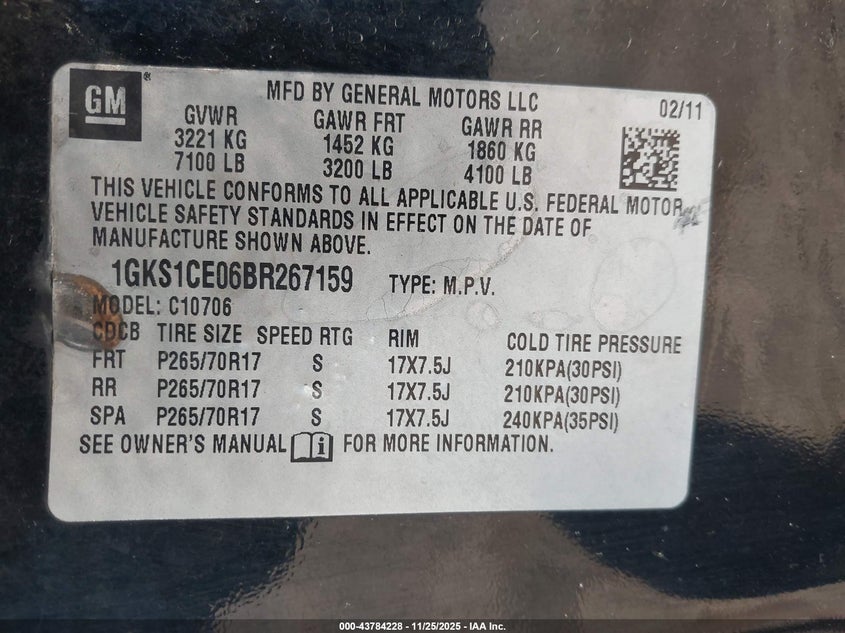 GM®
MFD BY GENERAL MOTORS LLC
02/11
GVWR GAWR FRT GAWR RR
3221 KG 1452 KG 1860 KG
7100 LB 3200 LB 4100 LB
THIS VEHICLE CONFORMS TO ALL APPLICABLE U.S. FEDERAL MOTOR
VEHICLE SAFETY STANDARDS IN EFFECT ON THE DATE OF
MANUFACTURE SHOWN ABOVE.
1GKS1CE06BR267159 TYPE: M.P.V.
MODEL: C10706
CDCB TIRE SIZE SPEED RTG RIM COLD TIRE PRESSURE
FRT P265/70R17 S 17X7.5J 210KPA(30PSI)
RR P265/70R17 S 17X7.5J 210KPA(30PSI)
SPA P265/70R17 S 17X7.5J 240KPA(35PSI)
SEE OWNER'S MANUAL i FOR MORE INFORMATION.
000-43784228 - 11/25/2025 - IAA Inc.